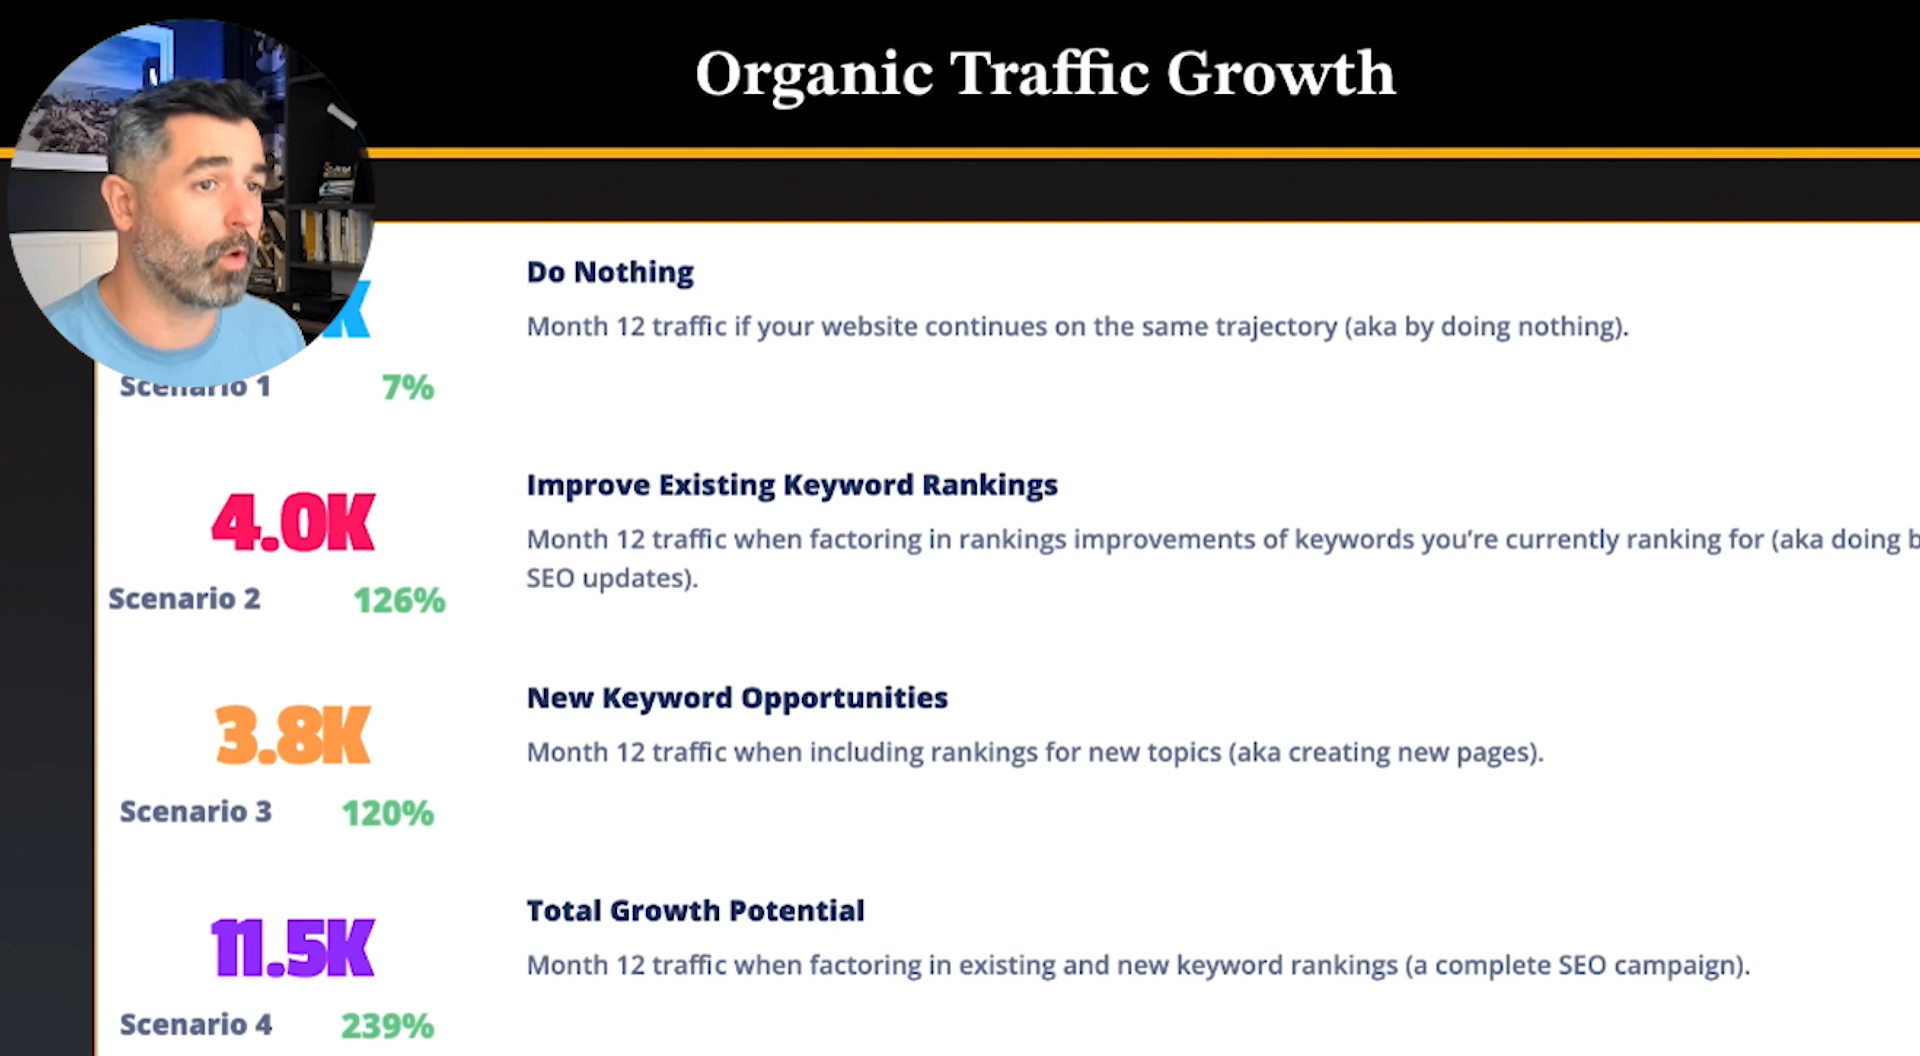 Organic Traffic Growth
Do Nothing
Month 12 traffic if your website continues on the same trajectory (aka by doing nothing).
K
Scenario 1 7%
Improve Existing Keyword Rankings
4.0K
Month 12 traffic when factoring in rankings improvements of keywords you're currently ranking for (aka doing b
SEO updates).
Scenario 2 126%
New Keyword Opportunities
3.8K
Month 12 traffic when including rankings for new topics (aka creating new pages).
Scenario 3 120%
Total Growth Potential
11.5K
Month 12 traffic when factoring in existing and new keyword rankings (a complete SEO campaign).
Scenario 4 239%